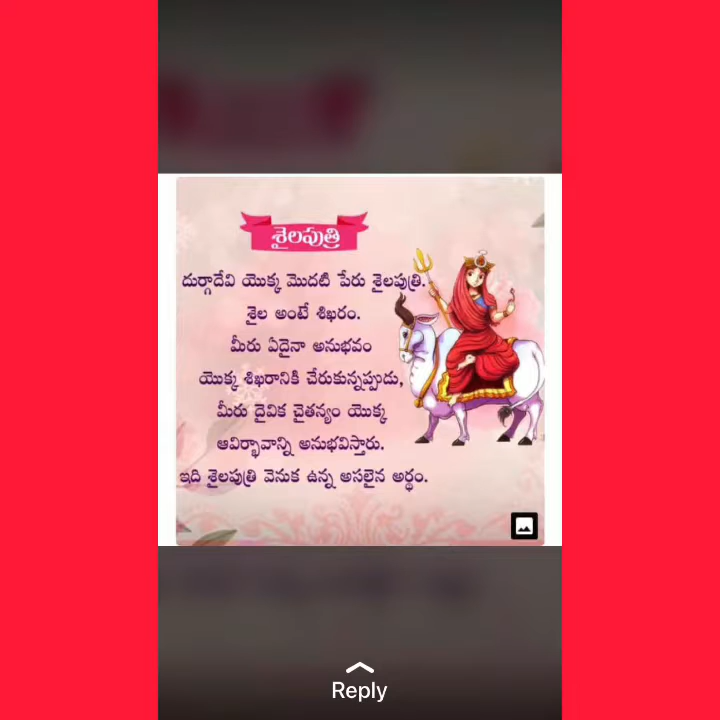 శైలపుత్రి
దుర్గాదేవి యొక్క మొదటి పేరు శైలపుత్రి.
శైల అంటే శిఖరం.
మీరు ఏదైనా అనుభవం
యొక్క శిఖరానికి చేరుకున్నప్పుడు,
మీరు దైవిక చైతన్యం యొక్క
ఆవిర్భావాన్ని అనుభవిస్తారు.
ఇది శైలపుత్రి వెనుక ఉన్న అసలైన అర్థం.
Reply